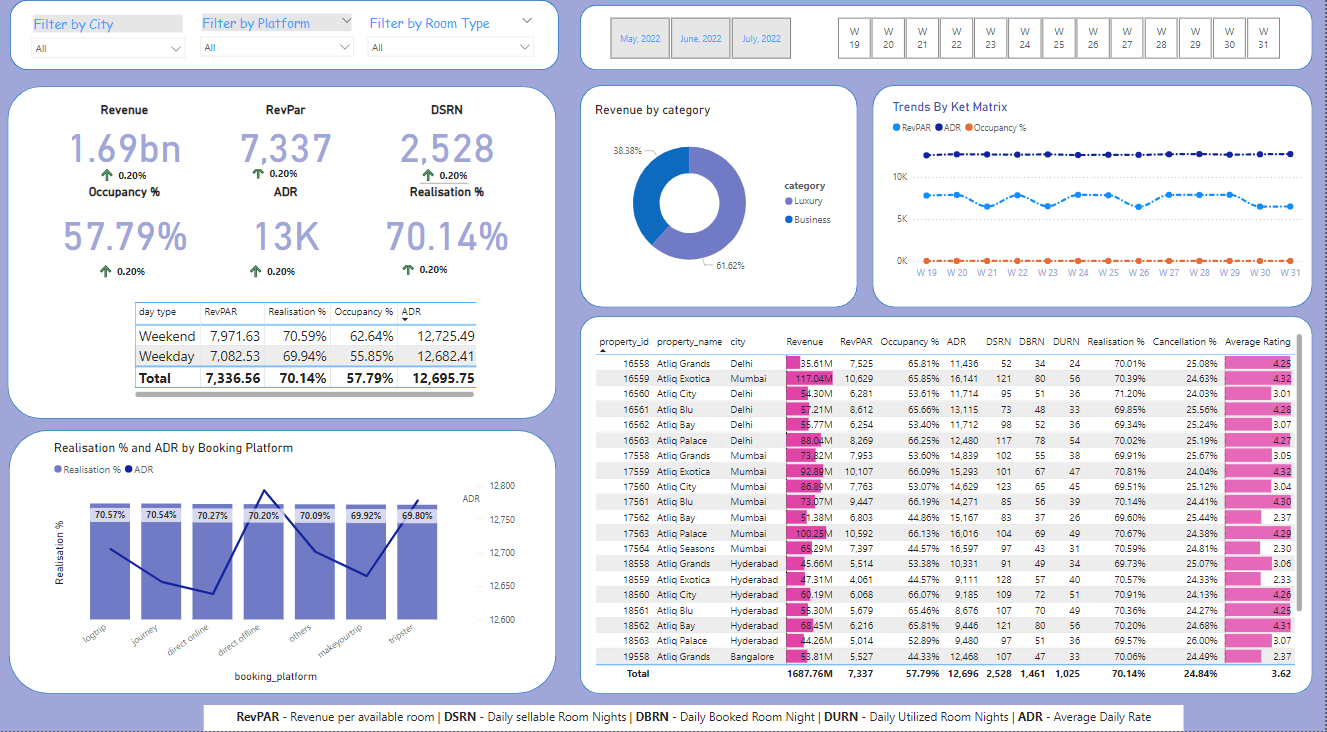 Filter by City
Filter by Platform
Filter by Room Type
All
All
All
May, 2022
June, 2022
July, 2022
W 19
W 20
W 21
W 22
W 23
W 24
W 25
W 26
W 27
W 28
W 29
W 30
W 31
Revenue RevPar DSRN
1.69bn 7,337 2,528
0.20% 0.20% 0.20%
Occupancy % ADR Realisation %
57.79% 13K 70.14%
0.20% 0.20% 0.20%
day type RevPAR Realisation % Occupancy % ADR
Weekend 7,971.63 70.59% 62.64% 12,725.49
Weekday 7,082.53 69.94% 55.85% 12,682.41
Total 7,336.56 70.14% 57.79% 12,695.75
Revenue by category
38.38%
61.62%
category
Luxury
Business
Trends By Ket Matrix
RevPAR ADR Occupancy %
10K
5K
0K
W 19 W 20 W 21 W 22 W 23 W 24 W 25 W 26 W 27 W 28 W 29 W 30 W 31
Realisation % and ADR by Booking Platform
Realisation % ADR
Realisation %
70.57% 70.54% 70.27% 70.20% 70.09% 69.92% 69.80%
ADR
12,800
12,750
12,700
12,650
12,600
logtrip journey direct online direct offline others makeyourtrip tripster
booking_platform
property_id property_name city Revenue RevPAR Occupancy % ADR DSRN DBRN DURN Realisation % Cancellation % Average Rating
16558 Atliq Grands Delhi 35.61M 7,525 65.81% 11,436 52 34 24 70.01% 25.08% 4.25
16559 Atliq Exotica Mumbai 117.04M 10,629 65.85% 16,141 121 80 56 70.39% 24.63% 4.32
16560 Atliq City Delhi 54.30M 6,281 53.61% 11,714 95 51 36 71.20% 24.03% 3.01
16561 Atliq Blu Delhi 57.21M 8,612 65.66% 13,115 73 48 33 69.85% 25.56% 4.28
16562 Atliq Bay Delhi 55.77M 6,254 53.40% 11,712 98 52 36 69.34% 25.24% 3.07
16563 Atliq Palace Delhi 88.04M 8,269 66.25% 12,480 117 78 54 70.02% 25.19% 4.27
17558 Atliq Grands Mumbai 73.82M 7,953 53.60% 14,839 102 55 38 69.91% 25.67% 3.05
17559 Atliq Exotica Mumbai 92.89M 10,107 66.09% 15,293 101 67 47 70.81% 24.04% 4.32
17560 Atliq City Mumbai 86.89M 7,763 53.07% 14,629 123 65 45 69.51% 25.12% 3.04
17561 Atliq Blu Mumbai 73.07M 9,447 66.19% 14,271 85 56 39 70.14% 24.41% 4.30
17562 Atliq Bay Mumbai 51.38M 6,803 44.86% 15,167 83 37 26 69.60% 25.44% 2.37
17563 Atliq Palace Mumbai 100.25M 10,592 66.13% 16,016 104 69 49 70.67% 24.38% 4.29
17564 Atliq Seasons Mumbai 65.29M 7,397 44.57% 16,597 97 43 31 70.59% 24.81% 2.30
18558 Atliq Grands Hyderabad 45.66M 5,514 53.38% 10,331 91 49 34 69.73% 25.07% 3.06
18559 Atliq Exotica Hyderabad 47.31M 4,061 44.57% 9,111 128 57 40 70.57% 24.33% 2.33
18560 Atliq City Hyderabad 60.19M 6,068 66.07% 9,185 109 72 51 70.91% 24.13% 4.26
18561 Atliq Blu Hyderabad 55.30M 5,679 65.46% 8,676 107 70 49 70.36% 24.27% 4.25
18562 Atliq Bay Hyderabad 68.45M 6,216 65.81% 9,446 121 80 56 70.20% 24.68% 4.31
18563 Atliq Palace Hyderabad 44.26M 5,014 52.89% 9,480 97 51 36 69.57% 26.00% 3.07
19558 Atliq Grands Bangalore 53.81M 5,527 44.33% 12,468 107 47 33 70.06% 24.49% 2.37
Total 1687.76M 7,337 57.79% 12,696 2,528 1,461 1,025 70.14% 24.84% 3.62
RevPAR - Revenue per available room | DSRN - Daily sellable Room Nights | DBRN - Daily Booked Room Night | DURN - Daily Utilized Room Nights | ADR - Average Daily Rate